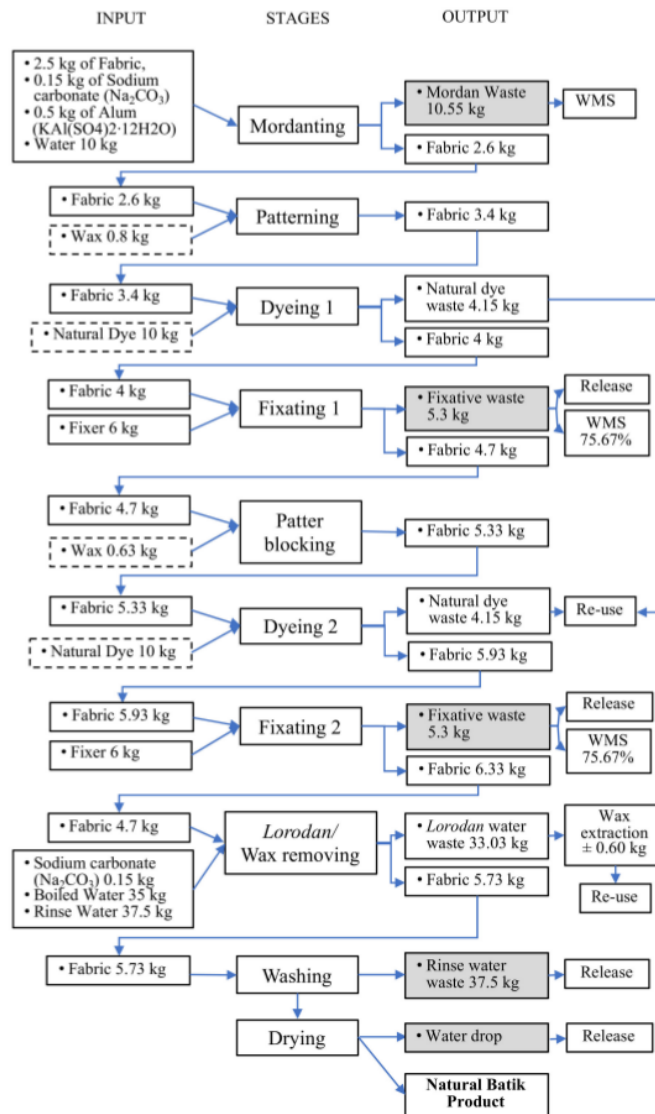 INPUT STAGES OUTPUT
• 2.5 kg of Fabric,
• 0.15 kg of Sodium
carbonate (Na₂CO₃)
• 0.5 kg of Alum
(KAl(SO4)2·12H2O)
• Water 10 kg
Mordanting
• Mordan Waste
10.55 kg
WMS
• Fabric 2.6 kg
• Fabric 2.6 kg
• Wax 0.8 kg
Patterning
• Fabric 3.4 kg
• Fabric 3.4 kg
• Natural Dye 10 kg
Dyeing 1
• Natural dye
waste 4.15 kg
• Fabric 4 kg
• Fabric 4 kg
• Fixer 6 kg
Fixating 1
• Fixative waste
5.3 kg
• Fabric 4.7 kg
Release
WMS
75.67%
• Fabric 4.7 kg
• Wax 0.63 kg
Patter
blocking
• Fabric 5.33 kg
• Fabric 5.33 kg
• Natural Dye 10 kg
Dyeing 2
• Natural dye
waste 4.15 kg
Re-use
• Fabric 5.93 kg
• Fabric 5.93 kg
• Fixer 6 kg
Fixating 2
• Fixative waste
5.3 kg
• Fabric 6.33 kg
Release
WMS
75.67%
• Fabric 4.7 kg
• Sodium carbonate
(Na₂CO₃) 0.15 kg
• Boiled Water 35 kg
• Rinse Water 37.5 kg
Lorodan/
Wax removing
• Lorodan water
waste 33.03 kg
• Fabric 5.73 kg
Wax
extraction
± 0.60 kg
Re-use
• Fabric 5.73 kg
Washing
• Rinse water
waste 37.5 kg
Release
Drying
• Water drop
Release
Natural Batik
Product